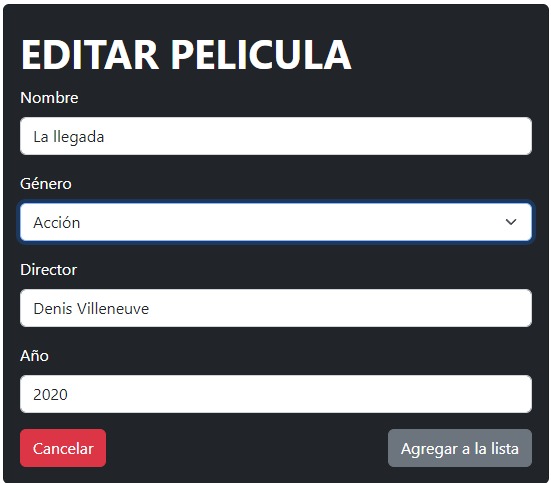 EDITAR PELICULA
Nombre
La llegada
Género
Acción
Director
Denis Villeneuve
Año
2020
Cancelar
Agregar a la lista